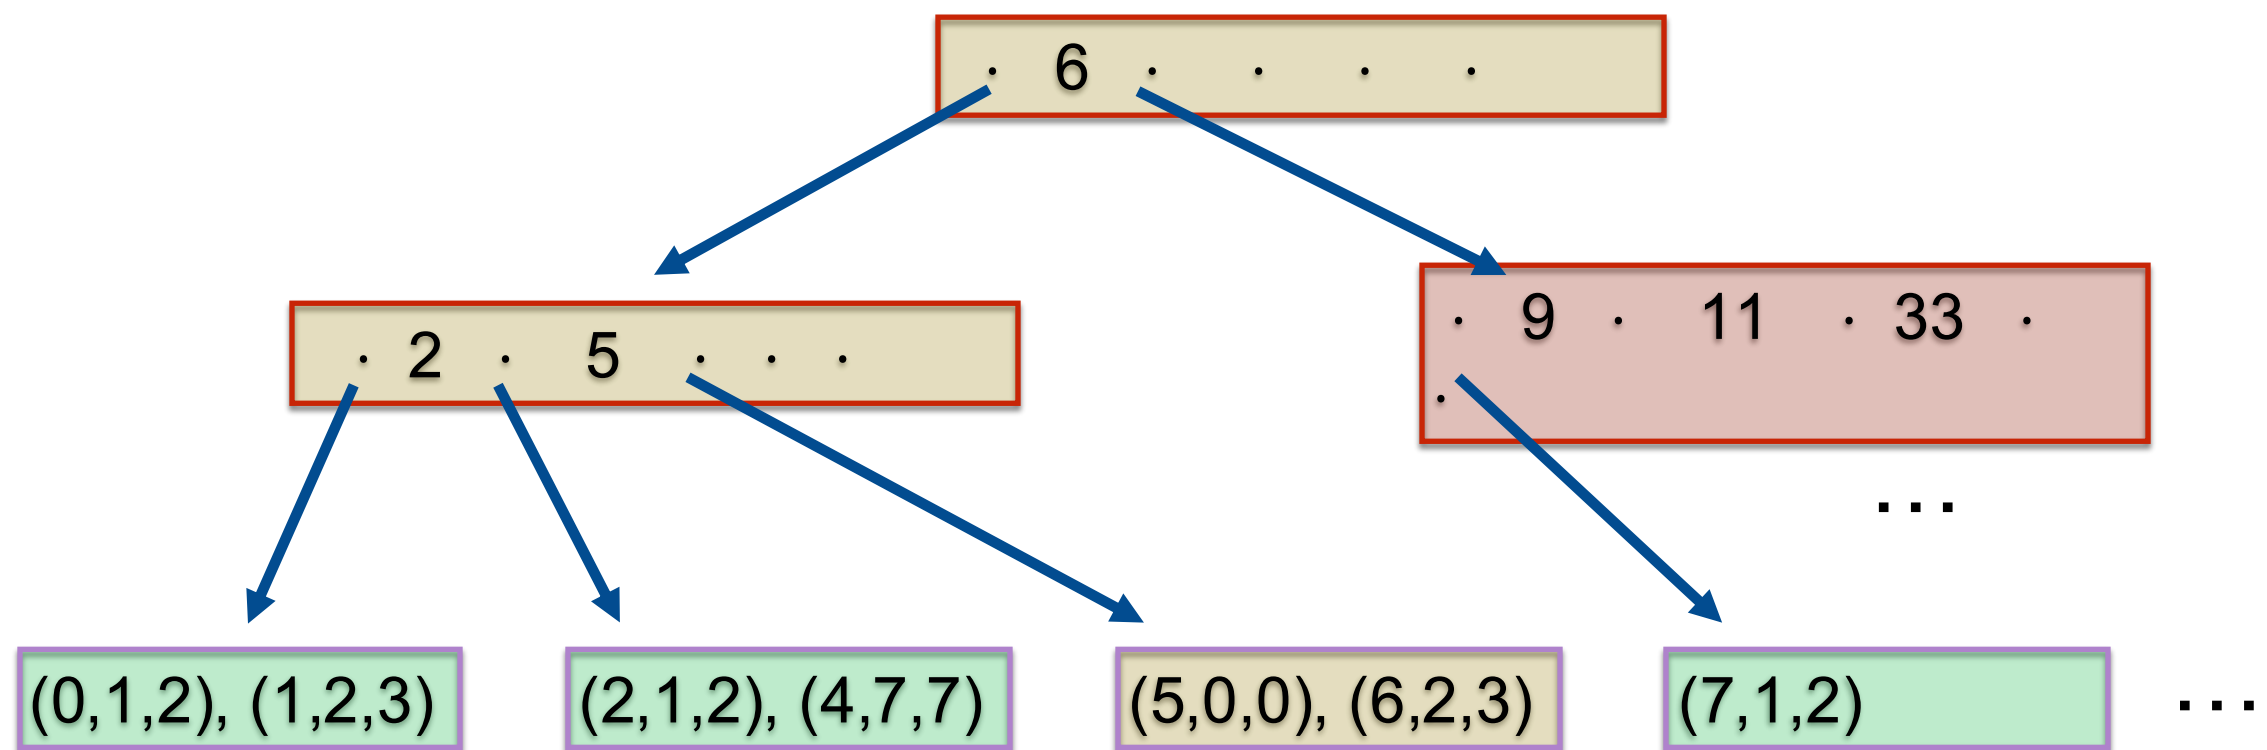 · 6 · · · ·
· 2 · 5 · · ·
· 9 · 11 · 33 ·
·
...
(0,1,2), (1,2,3)
(2,1,2), (4,7,7)
(5,0,0), (6,2,3)
(7,1,2)
...